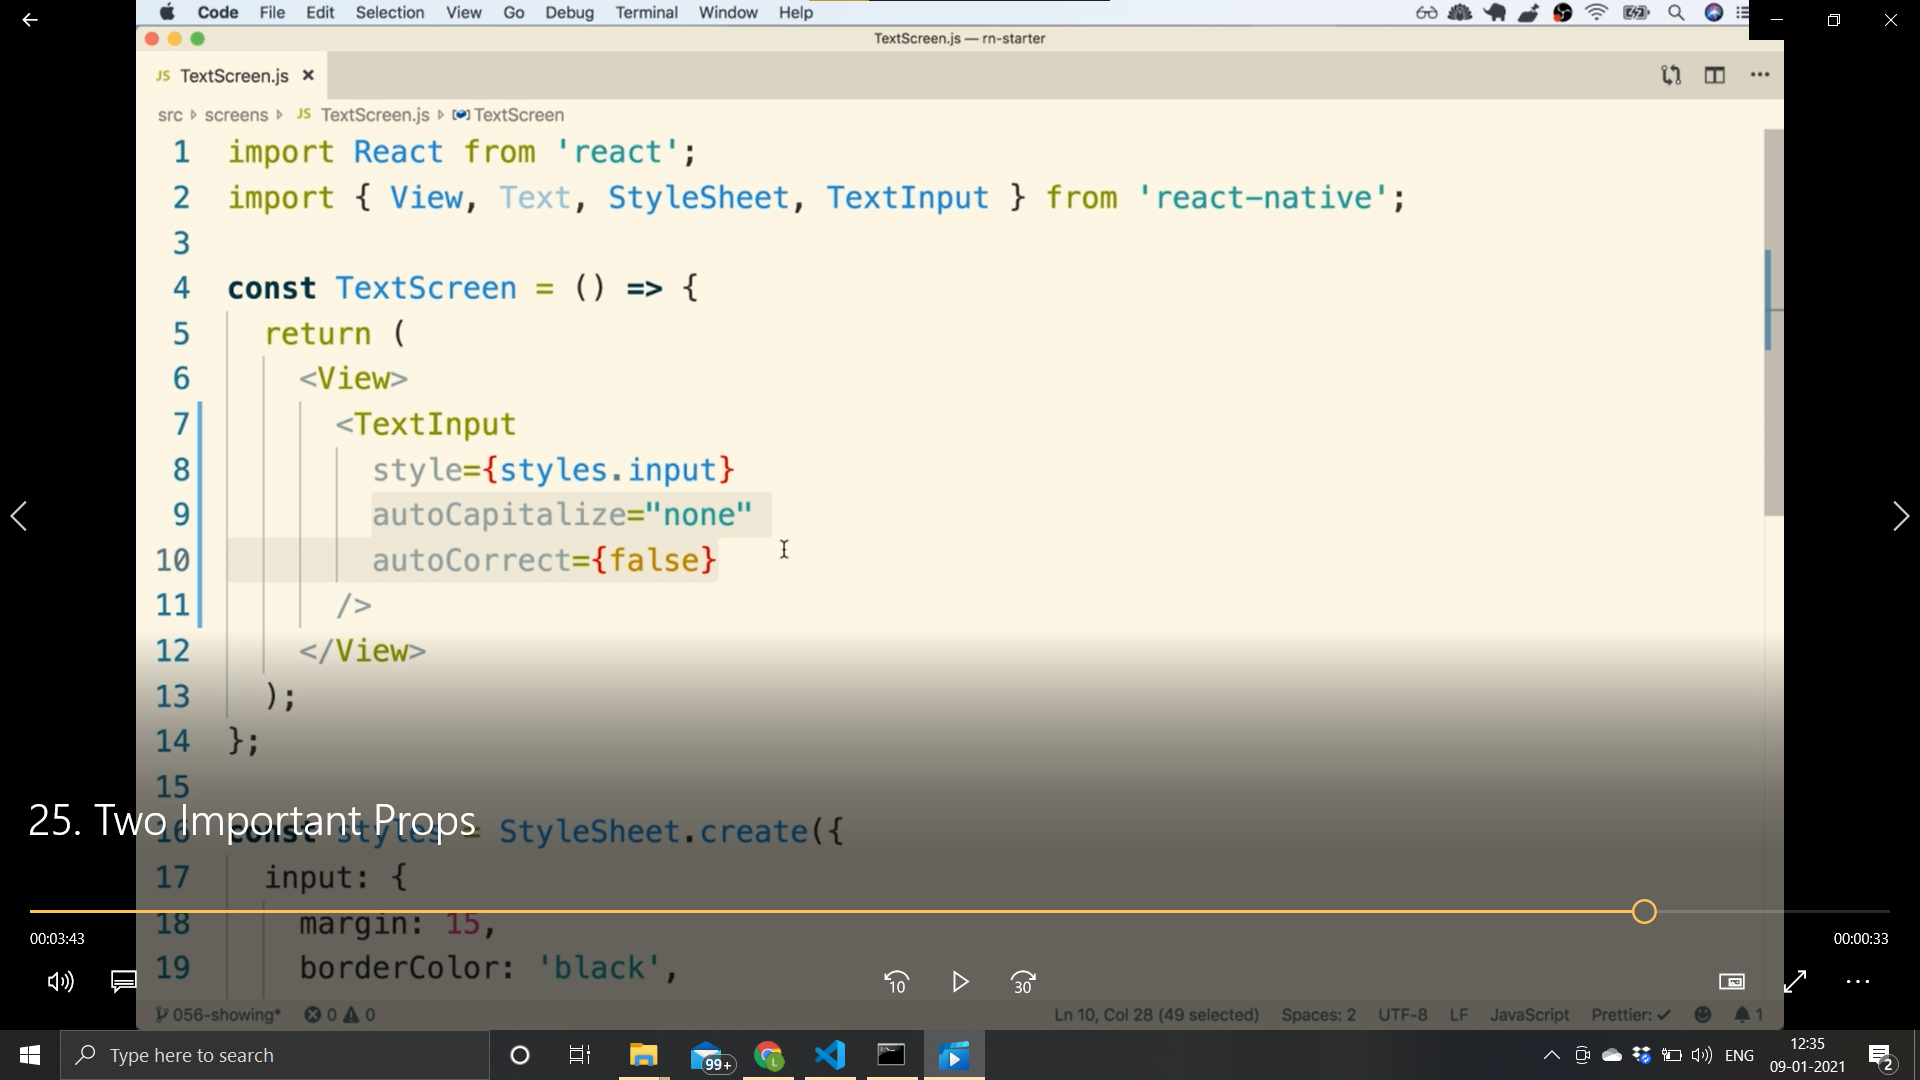 Code File Edit Selection View Go Debug Terminal Window Help
TextScreen.js — rn-starter
JS TextScreen.js
src screens JS TextScreen.js TextScreen
1 import React from 'react';
2 import { View, Text, StyleSheet, TextInput } from 'react-native';
3
4 const TextScreen = () => {
5 return (
6 <View>
7 <TextInput
8 style={styles.input}
9 autoCapitalize="none"
10 autoCorrect={false}
11 />
12 </View>
13 );
14 };
15
25. Two Important Props
16 const styles = StyleSheet.create({
17 input: {
18 margin: 15,
00:03:43 00:00:33
19 borderColor: 'black',
10 30
056-showing* 0 0 Ln 10, Col 28 (49 selected) Spaces: 2 UTF-8 LF JavaScript Prettier: ✓ 1
Type here to search 99+ L ENG 12:35
09-01-2021 2